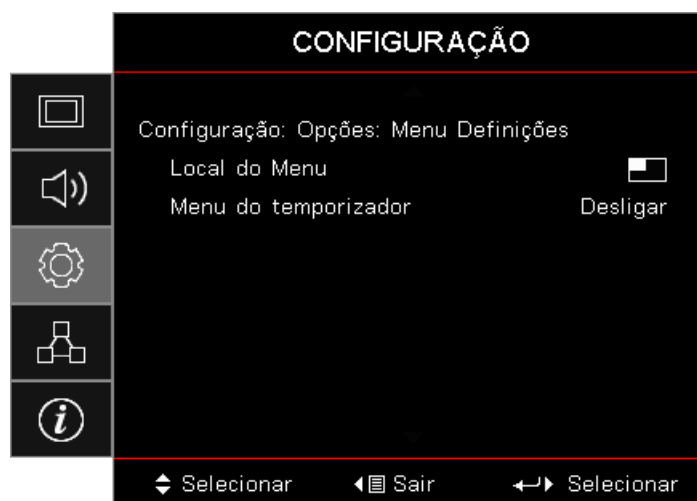 CONFIGURAÇÃO
Configuração: Opções: Menu Definições
Local do Menu
Menu do temporizador Desligar
Selecionar Sair Selecionar